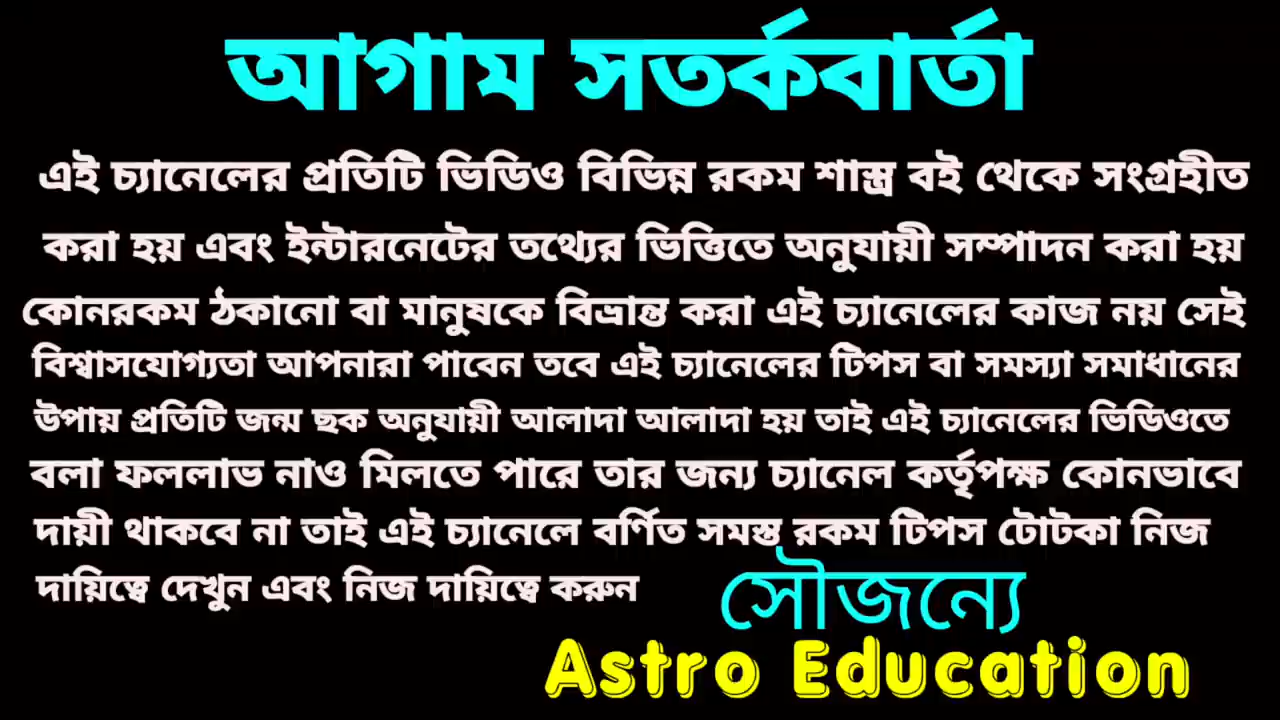 আগাম সতর্কবার্তা
এই চ্যানেলের প্রতিটি ভিডিও বিভিন্ন রকম শাস্ত্র বই থেকে সংগ্রহীত
করা হয় এবং ইন্টারনেটের তথ্যের ভিত্তিতে অনুযায়ী সম্পাদন করা হয়
কোনরকম ঠকানো বা মানুষকে বিভ্রান্ত করা এই চ্যানেলের কাজ নয় সেই
বিশ্বাসযোগ্যতা আপনারা পাবেন তবে এই চ্যানেলের টিপস বা সমস্যা সমাধানের
উপায় প্রতিটি জন্ম ছক অনুযায়ী আলাদা আলাদা হয় তাই এই চ্যানেলের ভিডিওতে
বলা ফললাভ নাও মিলতে পারে তার জন্য চ্যানেল কর্তৃপক্ষ কোনভাবে
দায়ী থাকবে না তাই এই চ্যানেলে বর্ণিত সমস্ত রকম টিপস টোটকা নিজ
দায়িত্বে দেখুন এবং নিজ দায়িত্বে করুন
সৌজন্যে
Astro Education